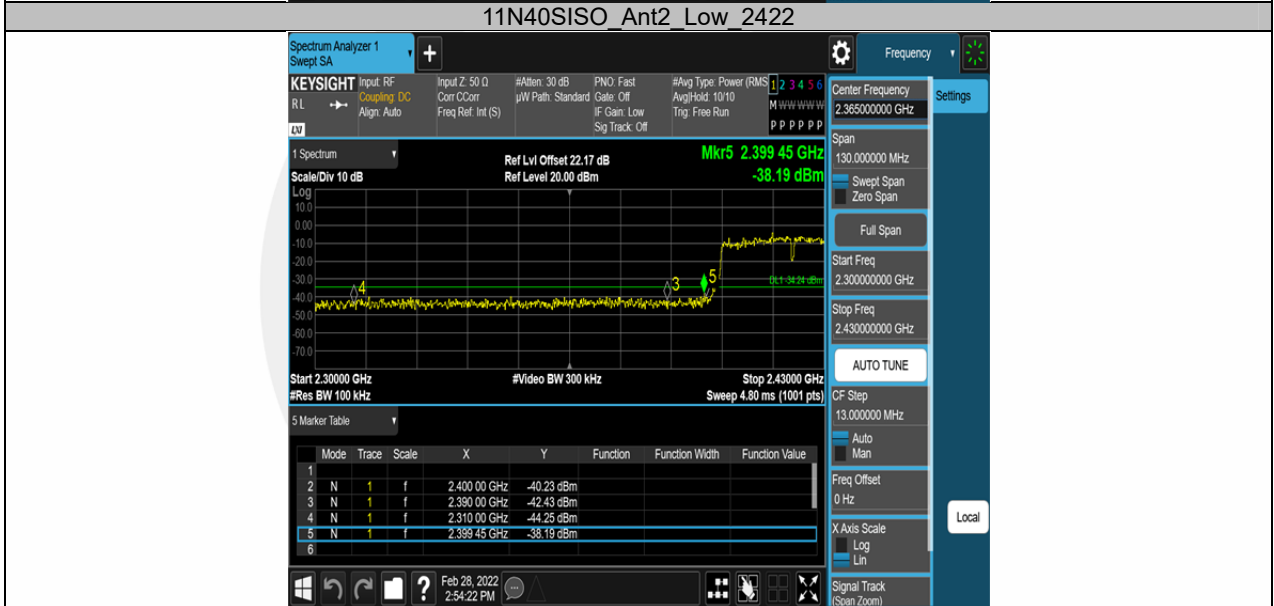 11N40SISO_Ant2_Low_2422
Spectrum Analyzer 1
Swept SA
+
Frequency
KEYSIGHT
RL
LXI
Input: RF
Coupling: DC
Align: Auto
Input Z: 50 Ω
Corr CCorr
Freq Ref: Int (S)
#Atten: 30 dB
µW Path: Standard
PNO: Fast
Gate: Off
IF Gain: Low
Sig Track: Off
#Avg Type: Power (RMS
Avg|Hold: 10/10
Trig: Free Run
1 2 3 4 5 6
M W W W W W
P P P P P P
Center Frequency
2.365000000 GHz
Settings
Span
130.000000 MHz
Swept Span
Zero Span
Full Span
Start Freq
2.300000000 GHz
Stop Freq
2.430000000 GHz
AUTO TUNE
CF Step
13.000000 MHz
Auto
Man
Freq Offset
0 Hz
X Axis Scale
Log
Lin
Signal Track
(Span Zoom)
Local
1 Spectrum
Scale/Div 10 dB
Ref Lvl Offset 22.17 dB
Ref Level 20.00 dBm
Mkr5 2.399 45 GHz
-38.19 dBm
Log
10.0
0.00
-10.0
-20.0
-30.0
-40.0
-50.0
-60.0
-70.0
4
3
5
DL1 -34.24 dBm
Start 2.30000 GHz
#Video BW 300 kHz
Stop 2.43000 GHz
#Res BW 100 kHz
Sweep 4.80 ms (1001 pts)
5 Marker Table
Mode Trace Scale X Y Function Function Width Function Value
1
2 N 1 f 2.400 00 GHz -40.23 dBm
3 N 1 f 2.390 00 GHz -42.43 dBm
4 N 1 f 2.310 00 GHz -44.25 dBm
5 N 1 f 2.399 45 GHz -38.19 dBm
6
?
Feb 28, 2022
2:54:22 PM